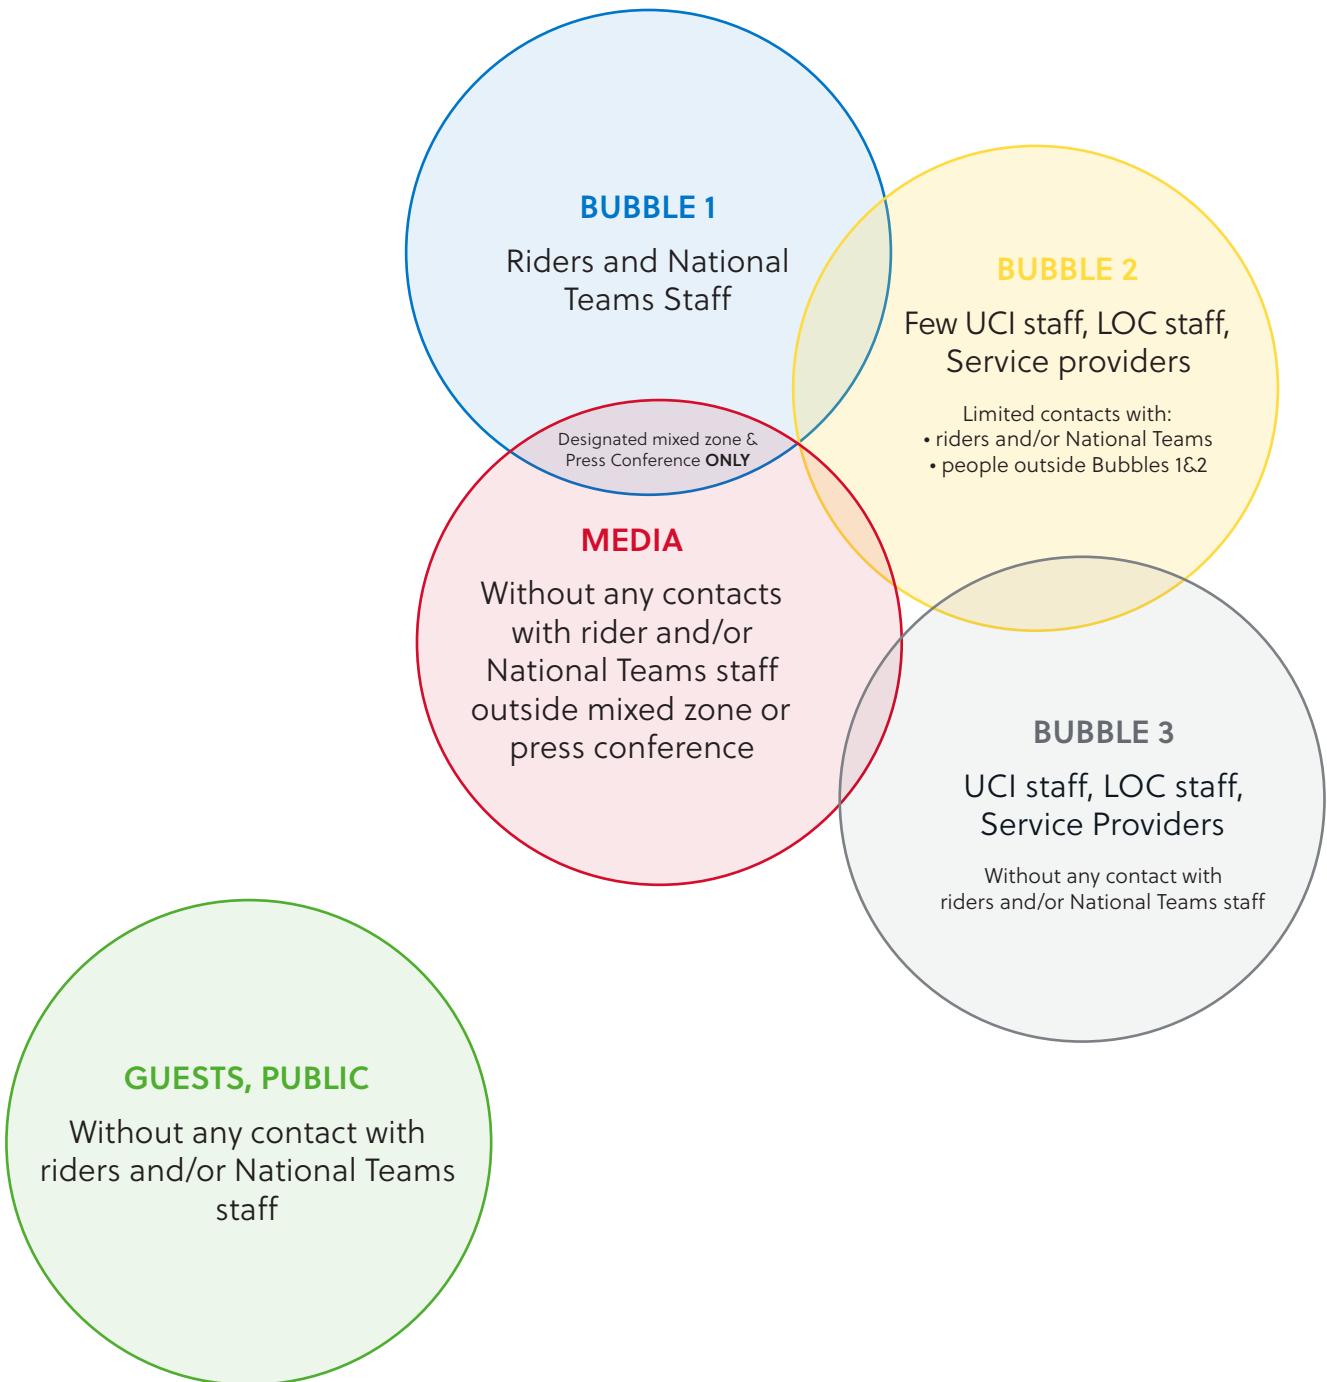 BUBBLE 1
Riders and National
Teams Staff
BUBBLE 2
Few UCI staff, LOC staff,
Service providers
Limited contacts with:
• riders and/or National Teams
• people outside Bubbles 1&2
Designated mixed zone &
Press Conference ONLY
MEDIA
Without any contacts
with rider and/or
National Teams staff
outside mixed zone or
press conference
BUBBLE 3
UCI staff, LOC staff,
Service Providers
Without any contact with
riders and/or National Teams staff
GUESTS, PUBLIC
Without any contact with
riders and/or National Teams
staff